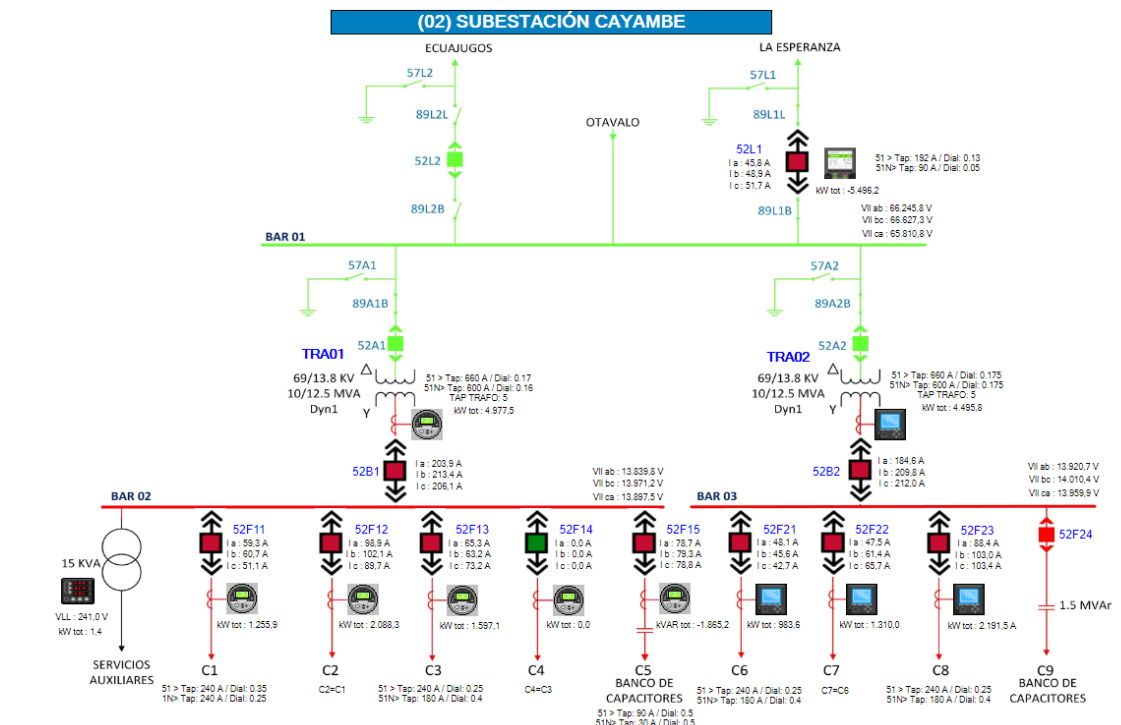 (02) SUBESTACIÓN CAYAMBE
ECUAJUGOS
LA ESPERANZA
57L2
57L1
89L2L
89L1L
OTAVALO
52L1
I a : 45,8 A
I b : 48,9 A
I c : 51,7 A
51 > Tap: 192 A / Dial: 0.13
51N> Tap: 90 A / Dial: 0.05
52L2
kW tot : -5.496,2
89L2B
89L1B
Vll ab : 66.245,8 V
Vll bc : 66.627,3 V
Vll ca : 65.810,8 V
BAR 01
57A1
57A2
89A1B
89A2B
52A1
52A2
TRA01
69/13.8 KV
10/12.5 MVA
Dyn1
Y
51 > Tap: 660 A / Dial: 0.17
51N> Tap: 600 A / Dial: 0.16
TAP TRAFO: 5
kW tot : 4.977,5
TRA02
69/13.8 KV
10/12.5 MVA
Dyn1
Y
51 > Tap: 660 A / Dial: 0.175
51N> Tap: 600 A / Dial: 0.175
TAP TRAFO: 5
kW tot : 4.495,8
52B1
I a : 203,9 A
I b : 213,4 A
I c : 206,1 A
Vll ab : 13.839,8 V
Vll bc : 13.971,2 V
Vll ca : 13.897,5 V
52B2
I a : 184,6 A
I b : 209,8 A
I c : 212,0 A
Vll ab : 13.920,7 V
Vll bc : 14.010,4 V
Vll ca : 13.959,9 V
BAR 02
BAR 03
15 KVA
VLL : 241,0 V
kW tot : 1,4
SERVICIOS
AUXILIARES
52F11
I a : 59,3 A
I b : 60,7 A
I c : 51,1 A
kW tot : 1.255,9
C1
51 > Tap: 240 A / Dial: 0.35
1N> Tap: 240 A / Dial: 0.25
52F12
I a : 98,9 A
I b : 102,1 A
I c : 89,7 A
kW tot : 2.088,3
C2
C2=C1
52F13
I a : 65,3 A
I b : 63,2 A
I c : 73,2 A
kW tot : 1.597,1
C3
51 > Tap: 240 A / Dial: 0.25
51N> Tap: 180 A / Dial: 0.4
52F14
I a : 0,0 A
I b : 0,0 A
I c : 0,0 A
kW tot : 0,0
C4
C4=C3
52F15
I a : 78,7 A
I b : 79,3 A
I c : 78,8 A
kVAR tot : -1.865,2
C5
BANCO DE
CAPACITORES
51 > Tap: 90 A / Dial: 0.5
51N> Tap: 30 A / Dial: 0.5
52F21
I a : 48,1 A
I b : 45,6 A
I c : 42,7 A
kW tot : 983,6
C6
51 > Tap: 240 A / Dial: 0.25
51N> Tap: 180 A / Dial: 0.4
52F22
I a : 47,5 A
I b : 61,4 A
I c : 65,7 A
kW tot : 1.310,0
C7
C7=C6
52F23
I a : 88,4 A
I b : 103,0 A
I c : 103,4 A
kW tot : 2.191,5 A
C8
51 > Tap: 240 A / Dial: 0.25
51N> Tap: 180 A / Dial: 0.4
52F24
1.5 MVAr
C9
BANCO DE
CAPACITORES